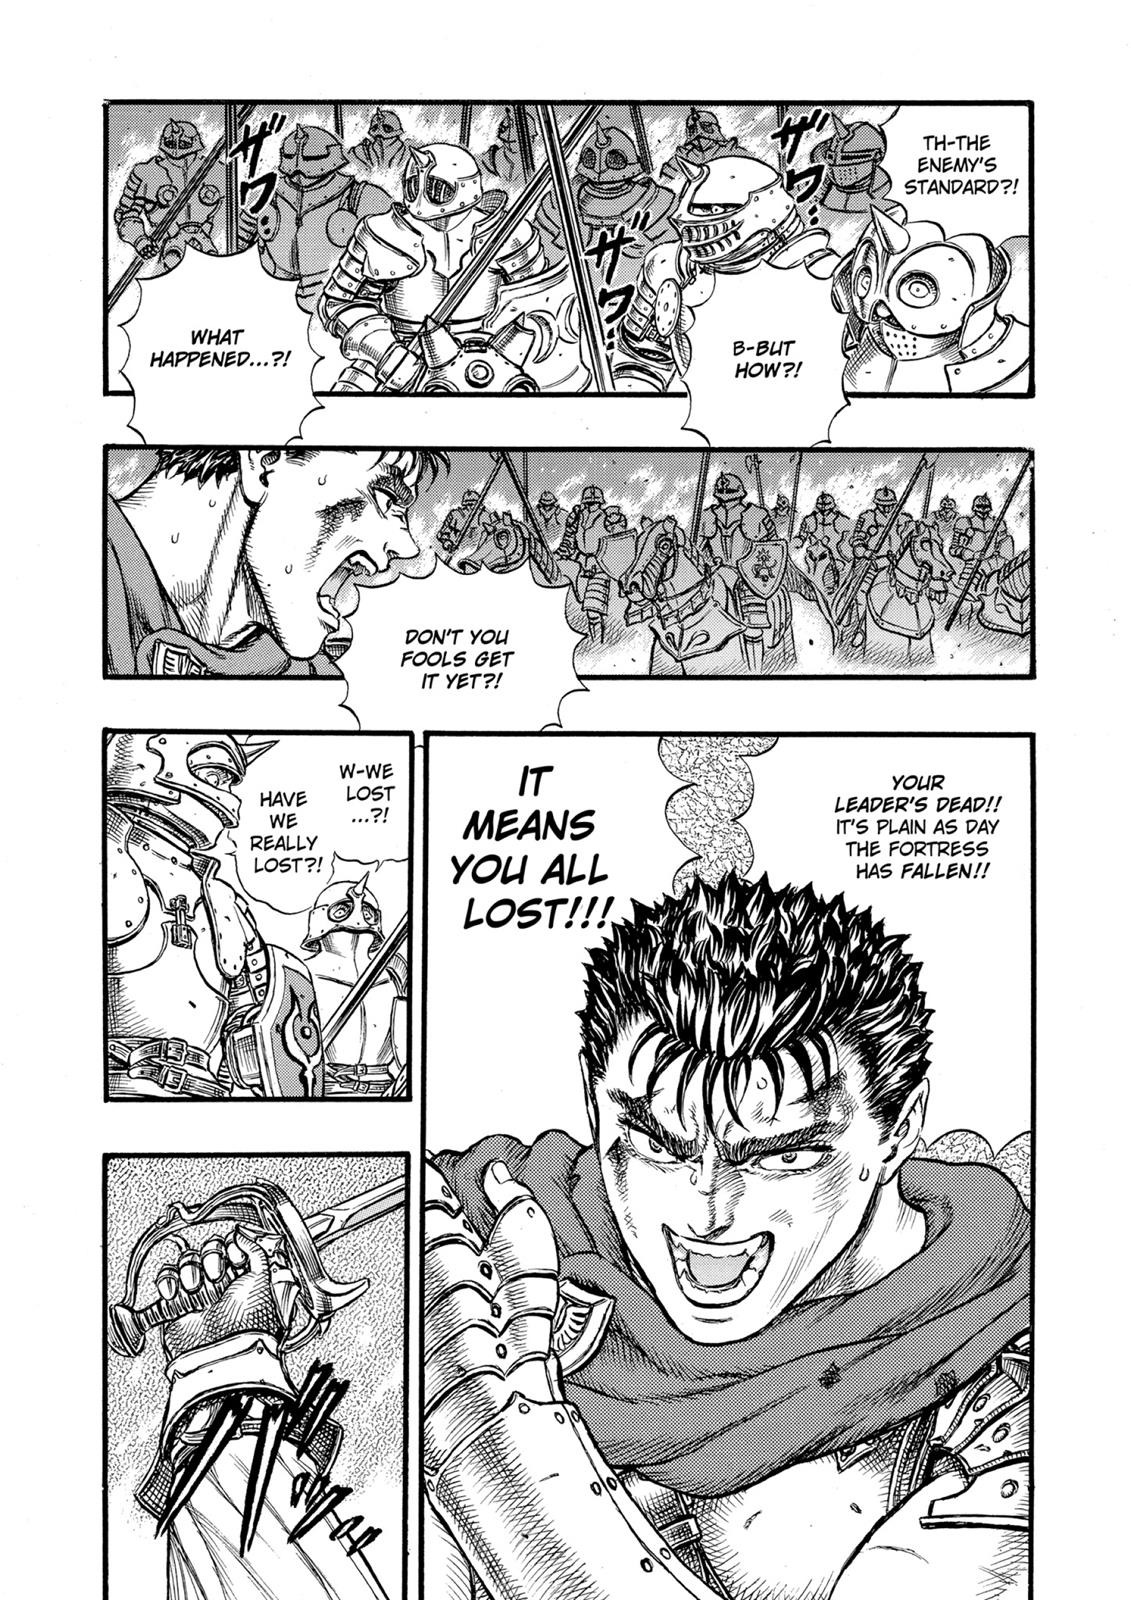 TH-THE
ENEMY'S
STANDARD?!
ザワ…
ザワ…
ザワ…
B-BUT
HOW?!
WHAT
HAPPENED...?!
DON'T YOU
FOOLS GET
IT YET?!
YOUR
LEADER'S DEAD!!
IT'S PLAIN AS DAY
THE FORTRESS
HAS FALLEN!!
IT
MEANS
YOU ALL
LOST!!!
W-WE
LOST
...?!
HAVE
WE
REALLY
LOST?!